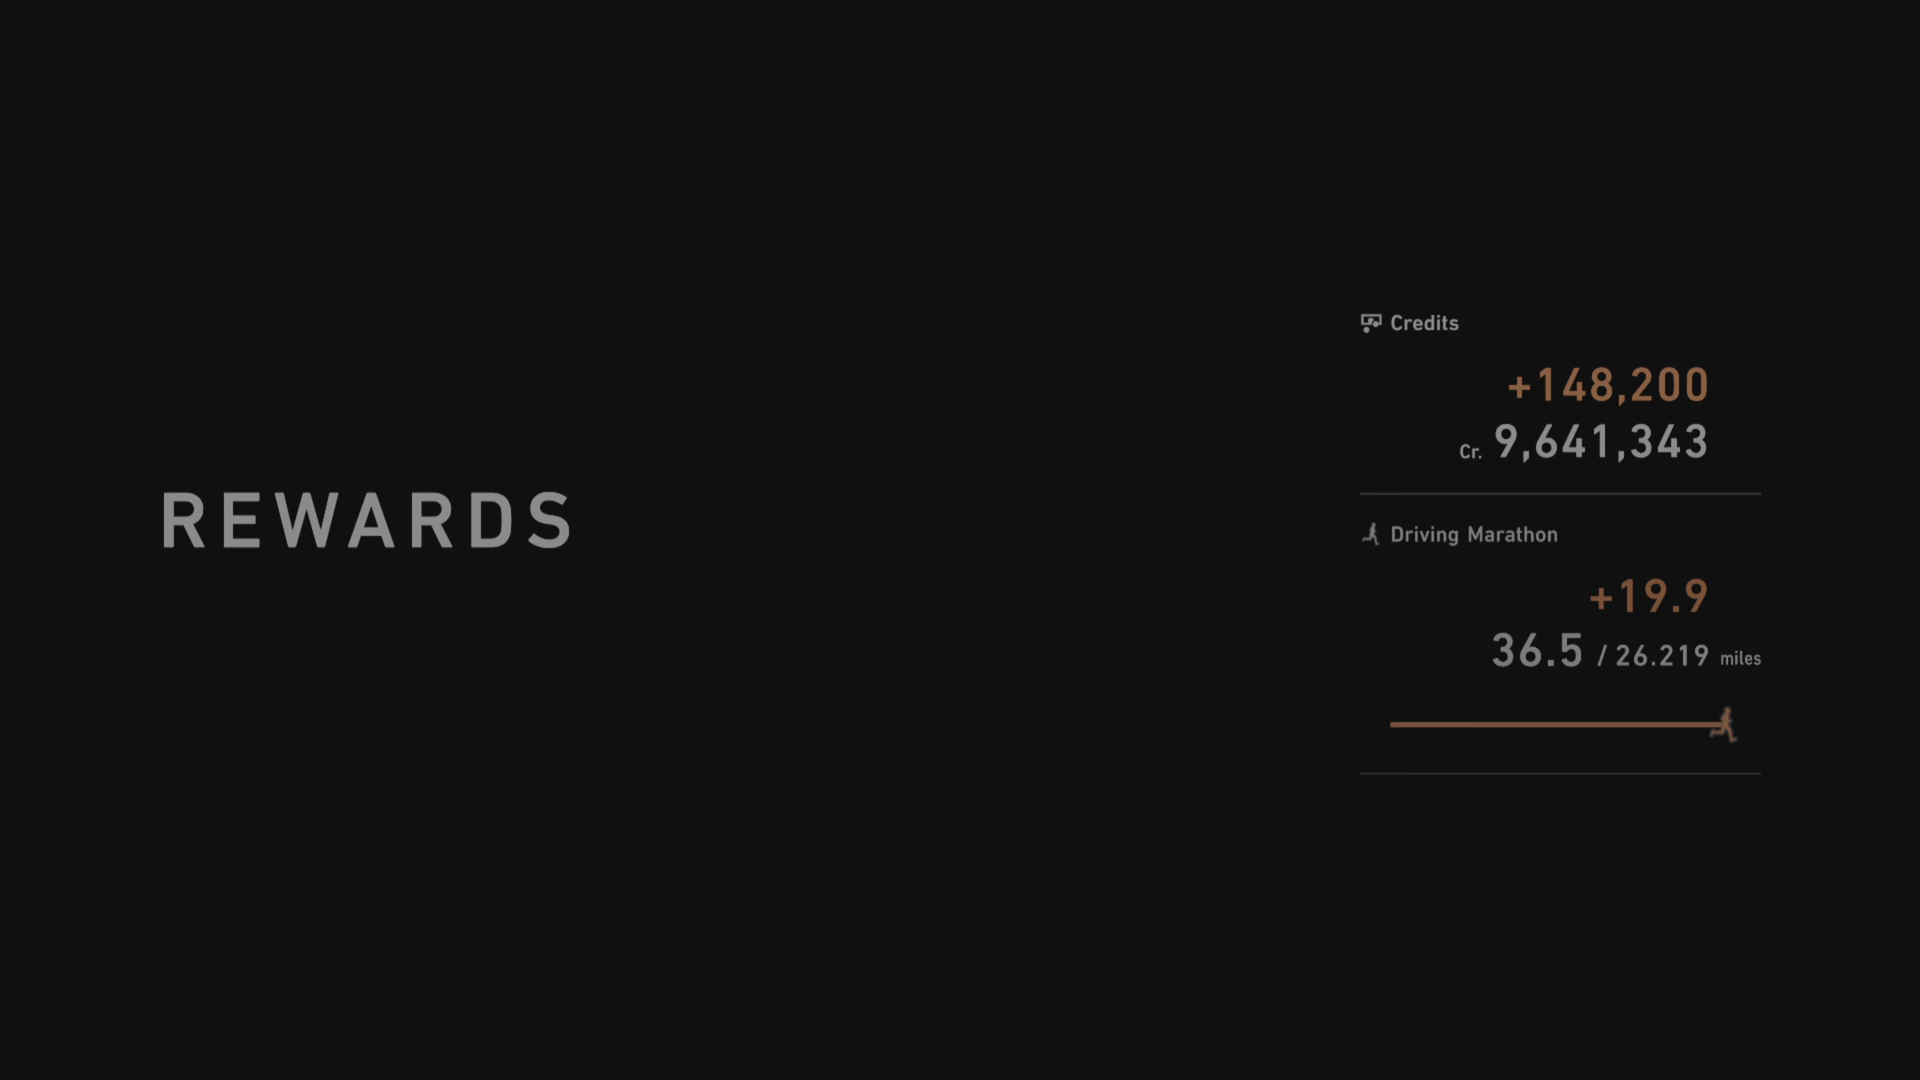 REWARDS
Credits
+148,200
Cr. 9,641,343
Driving Marathon
+19.9
36.5 / 26.219 miles